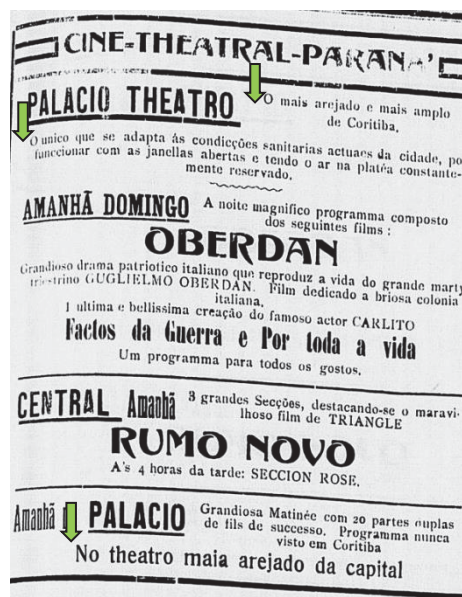 CINE-THEATRAL-PARANA'
PALACIO THEATRO
O mais arejado e mais amplo
de Coritiba.
O unico que se adapta ás condicções sanitarias actuaes da cidade, po
funccionar com as janellas abertas e tendo o ar na platéa constante-
mente reservado.
AMANHÃ DOMINGO
A noite magnifico programma composto
dos seguintes films :
OBERDAN
Grandioso drama patriotico italiano que reproduz a vida do grande marty
triestrino GUGLIELMO OBERDAN. Film dedicado a briosa colonia
italiana.
ultima e bellissima creação do famoso actor CARLITO
Factos da Guerra e Por toda a vida
Um programma para todos os gostos.
CENTRAL Amanhã
3 grandes Secções, destacando-se o maravi-
lhoso film de TRIANGLE
RUMO NOVO
A's 4 horas da tarde: SECCION ROSE.
Amanhã
PALACIO
Grandiosa Matinée com 20 partes duplas
de fils de successo. Programma nunca
visto em Coritiba
No theatro maia arejado da capital